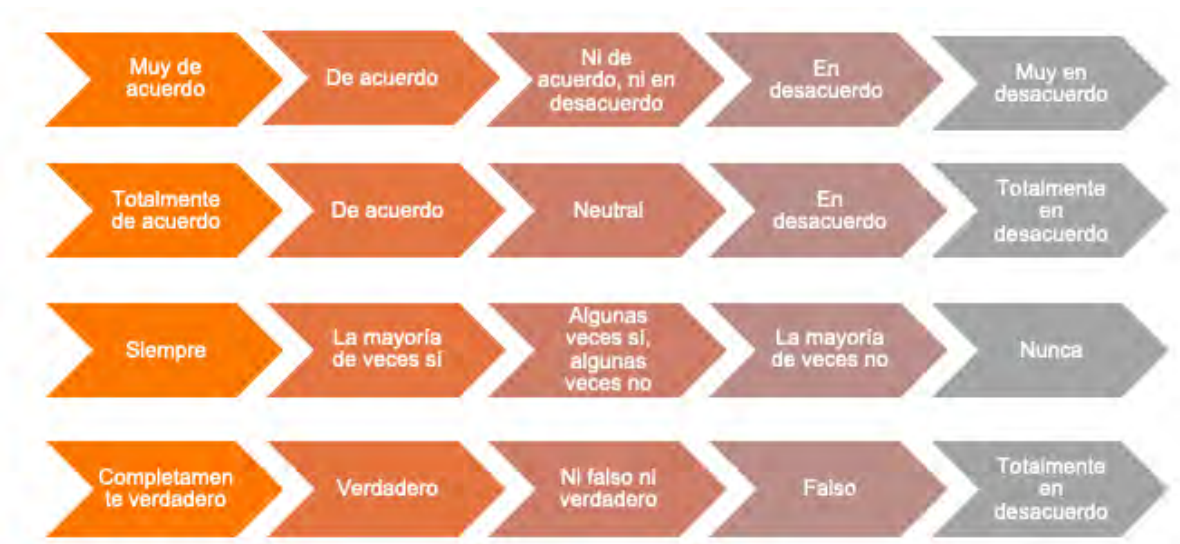 Muy de
acuerdo
De acuerdo
Ni de
acuerdo, ni en
desacuerdo
En
desacuerdo
Muy en
desacuerdo
Totalmente
de acuerdo
De acuerdo
Neutral
En
desacuerdo
Totalmente
en
desacuerdo
Siempre
La mayoría
de veces sí
Algunas
veces sí,
algunas
veces no
La mayoría
de veces no
Nunca
Completamen
te verdadero
Verdadero
Ni falso ni
verdadero
Falso
Totalmente
en
desacuerdo